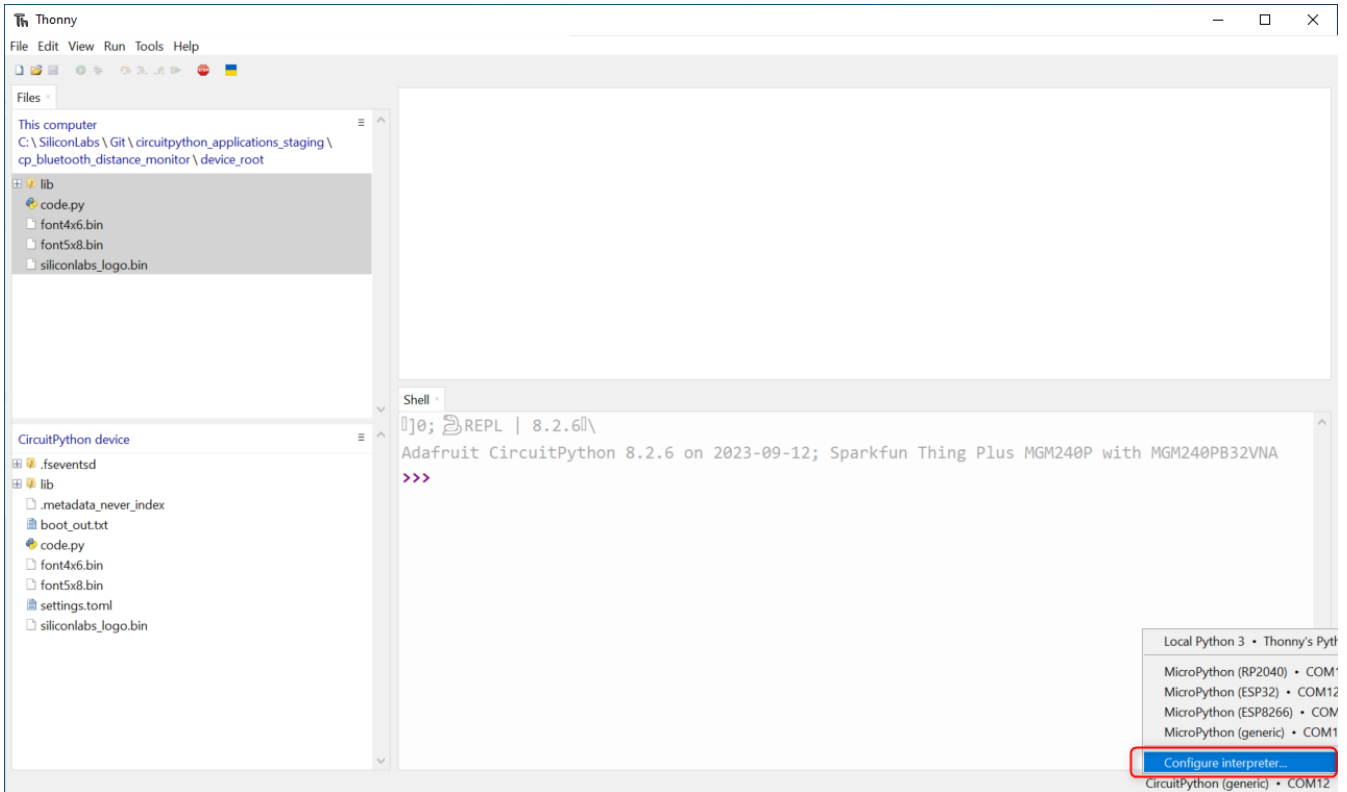 Thonny
File Edit View Run Tools Help
Files
This computer
C: \ SiliconLabs \ Git \ circuitpython_applications_staging \
cp_bluetooth_distance_monitor \ device_root
lib
code.py
font4x6.bin
font5x8.bin
siliconlabs_logo.bin
CircuitPython device
.fseventsd
lib
.metadata_never_index
boot_out.txt
code.py
font4x6.bin
font5x8.bin
settings.toml
siliconlabs_logo.bin
Shell
]0; 🐍REPL | 8.2.6\
Adafruit CircuitPython 8.2.6 on 2023-09-12; Sparkfun Thing Plus MGM240P with MGM240PB32VNA
>>>
Local Python 3 • Thonny's Pyth
MicroPython (RP2040) • COM1
MicroPython (ESP32) • COM12
MicroPython (ESP8266) • COM
MicroPython (generic) • COM1
Configure interpreter...
CircuitPython (generic) • COM12